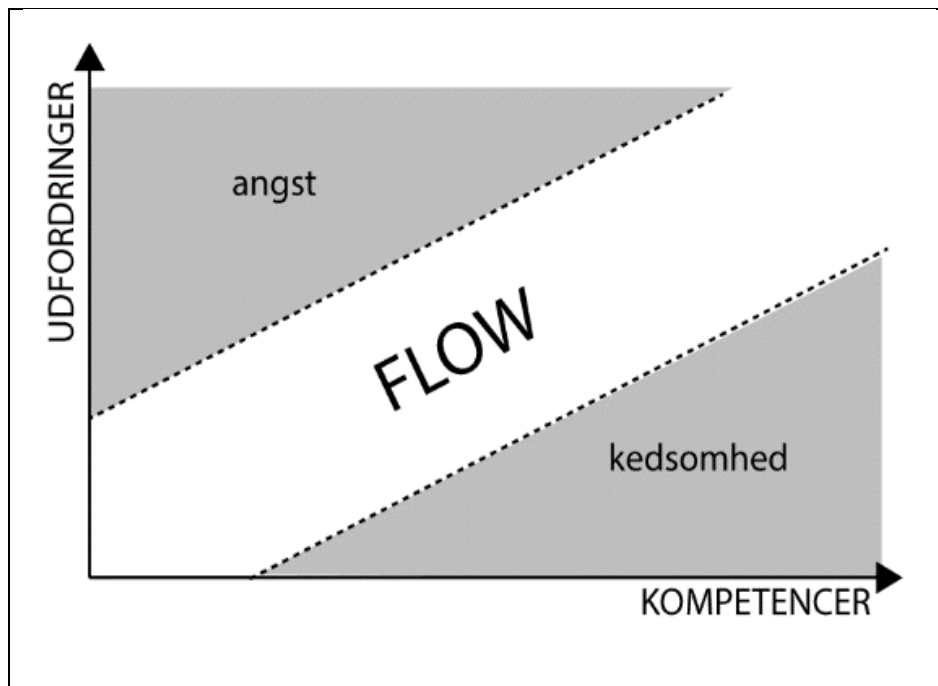 UDFORDRINGER
angst
FLOW
kedsomhed
KOMPETENCER